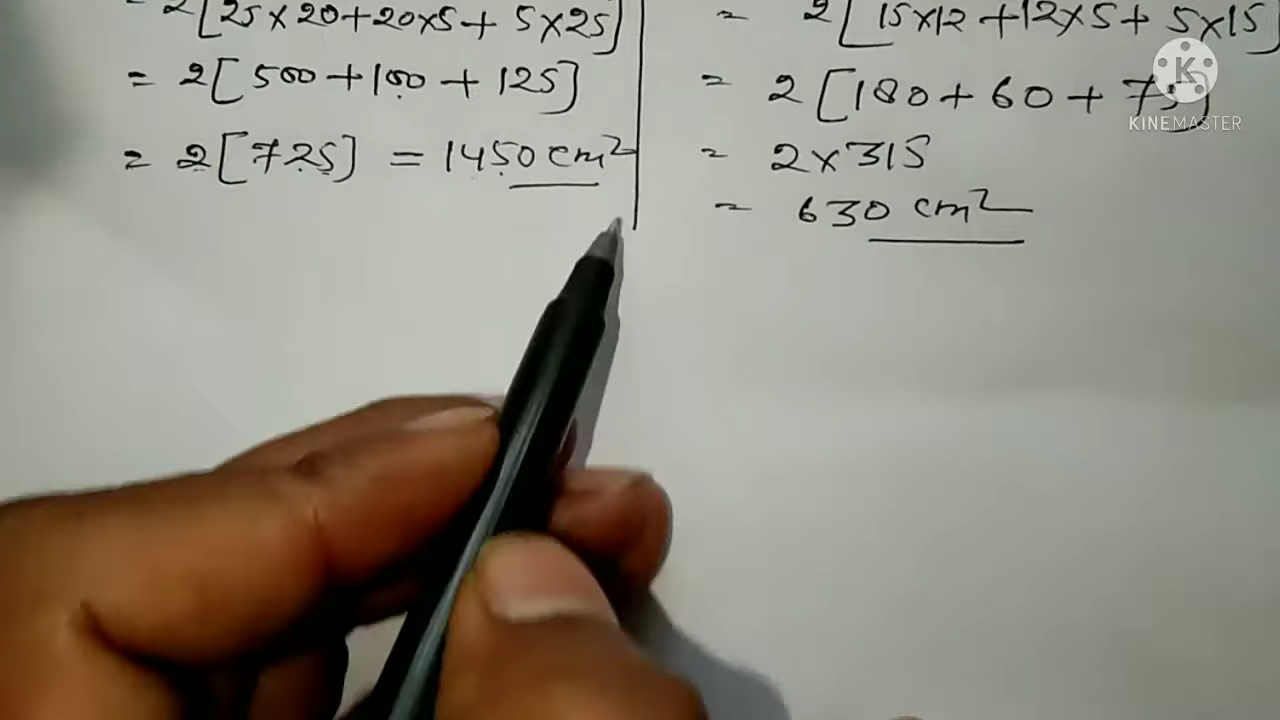 = 2[25×20+20×5+ 5×25]
= 2[500+100+125]
= 2[725] = 1450 cm²
= 2[15×12+12×5+ 5×15]
= 2[180+60+75]
= 2×315
= 630 cm²
KINEMASTER